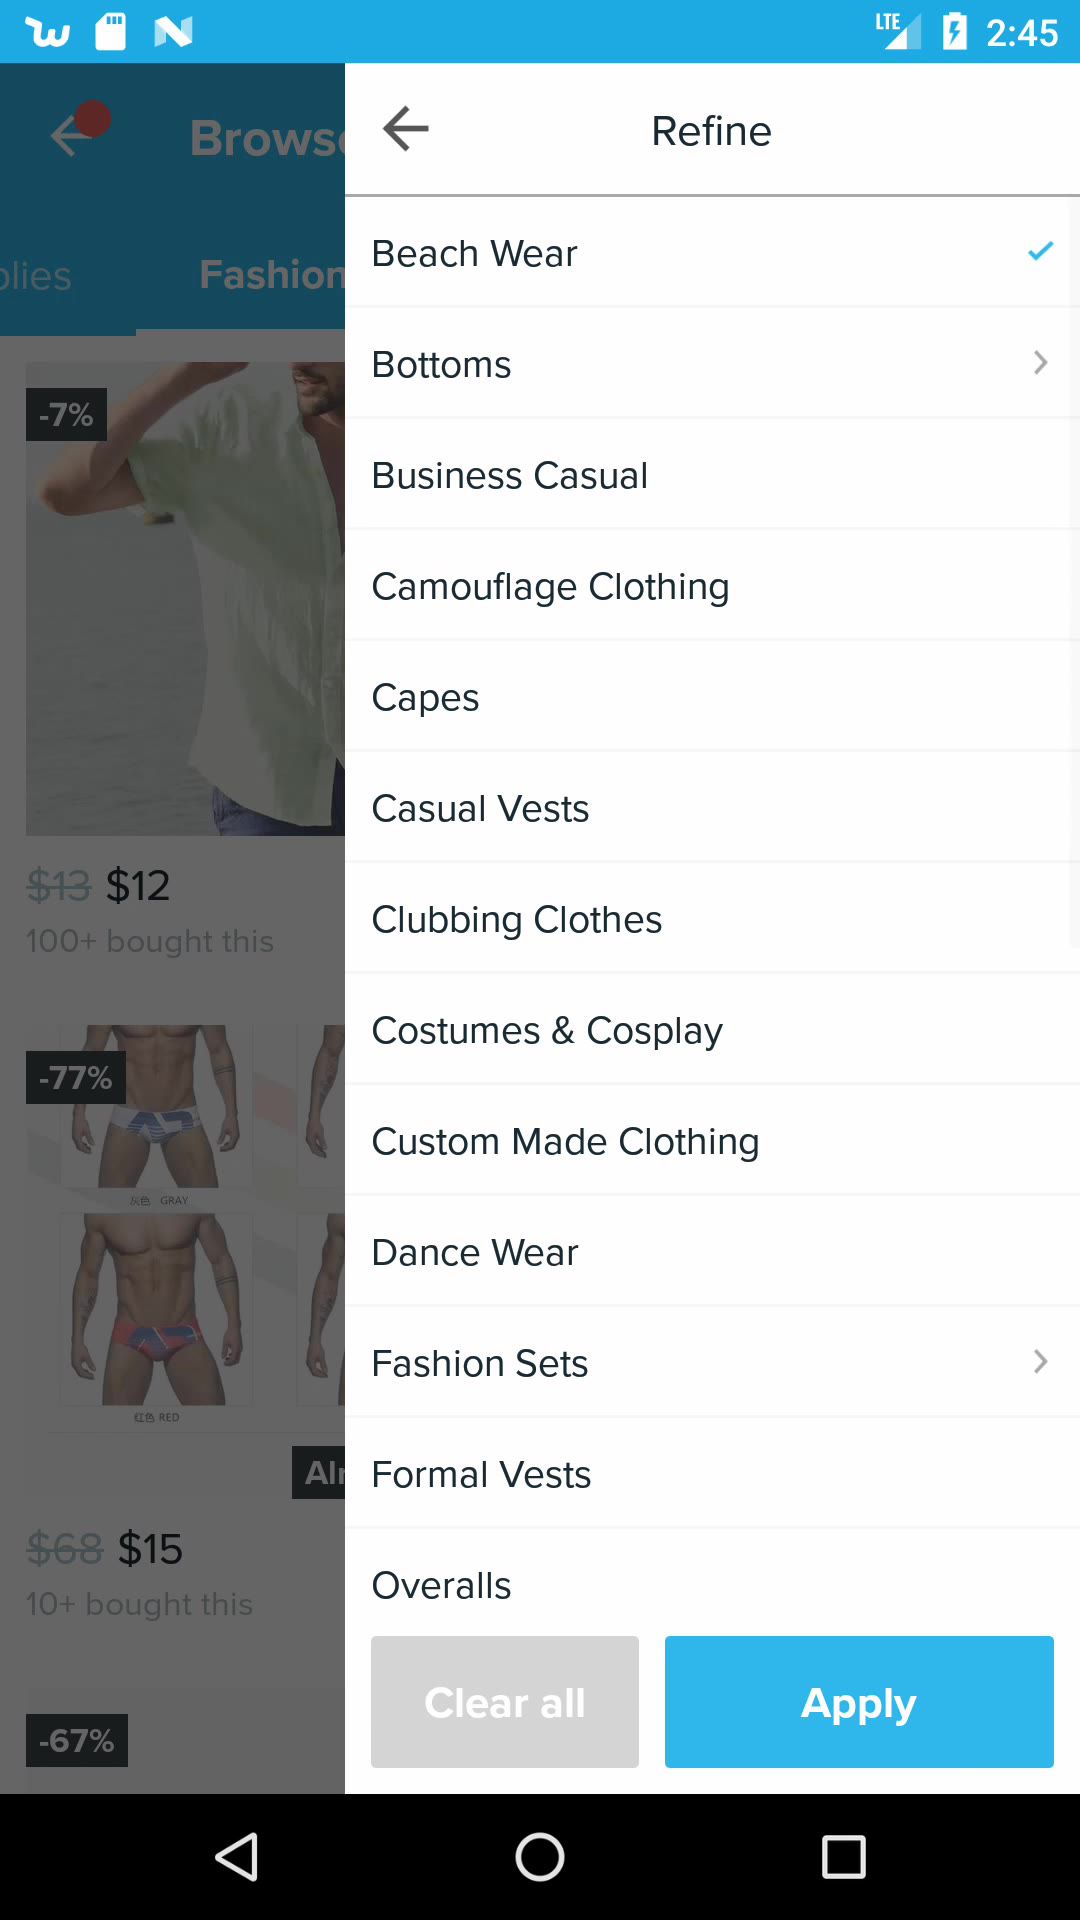 LTE 2:45
Browse
Refine
plies
Fashion
Beach Wear
Bottoms
Business Casual
Camouflage Clothing
Capes
Casual Vests
Clubbing Clothes
Costumes & Cosplay
Custom Made Clothing
Dance Wear
Fashion Sets
Formal Vests
Overalls
Clear all
Apply
-7%
$13 $12
100+ bought this
-77%
灰色 GRAY
红色 RED
$68 $15
10+ bought this
-67%